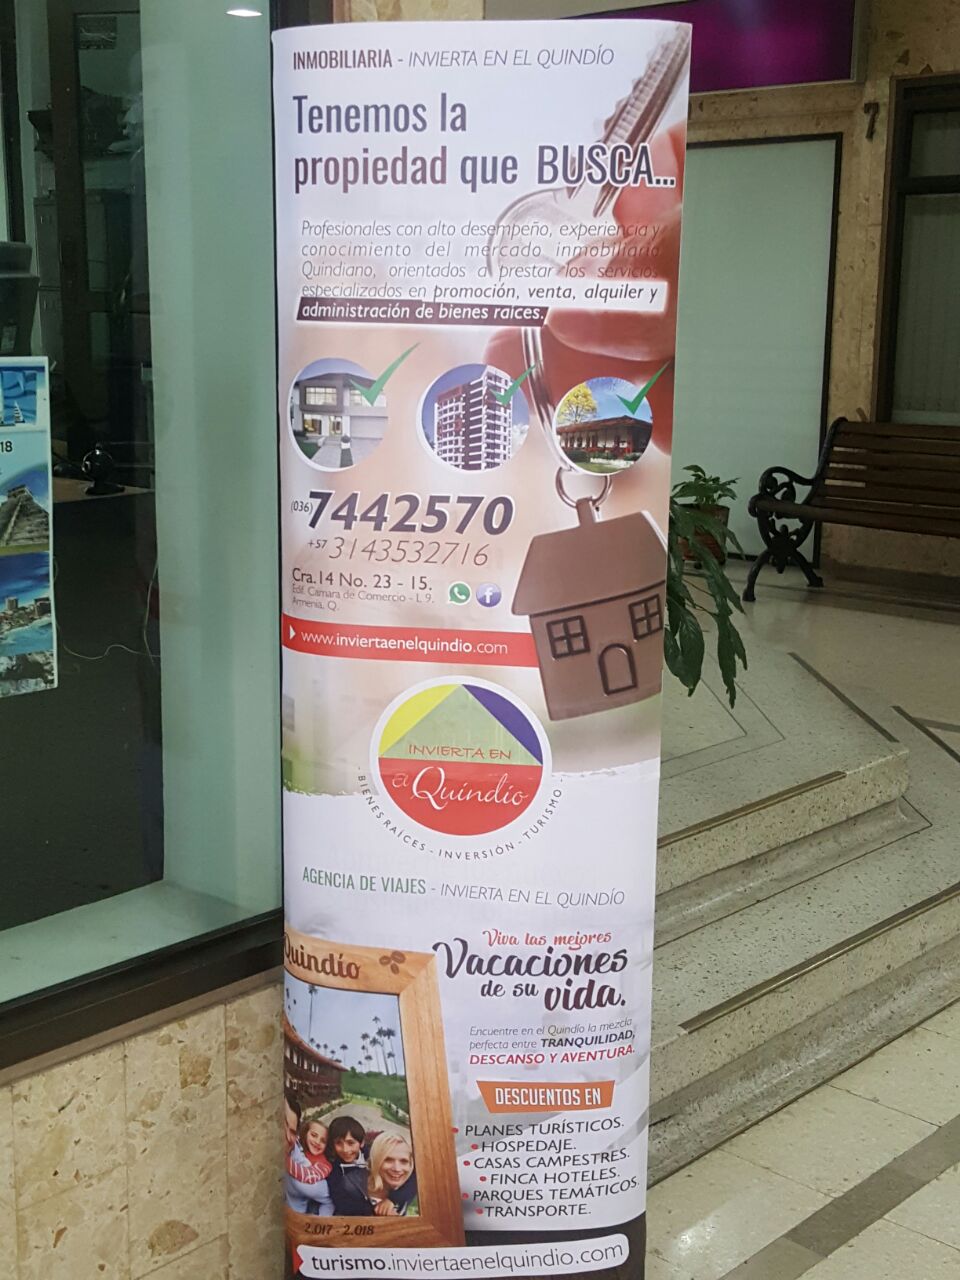 INMOBILIARIA - INVIERTA EN EL QUINDÍO
Tenemos la
propiedad que BUSCA...
Profesionales con alto desempeño, experiencia y
conocimiento del mercado inmobiliario
Quindiano, orientados a prestar los servicios
especializados en promoción, venta, alquiler y
administración de bienes raíces.
(036)7442570
+57 3143532716
Cra.14 No. 23 - 15.
Edif. Cámara de Comercio - L 9.
Armenia, Q.
www.inviertaenelquindio.com
INVIERTA EN
el Quindío
- BIENES RAÍCES - INVERSIÓN - TURISMO -
AGENCIA DE VIAJES - INVIERTA EN EL QUINDÍO
Quindío
Viva las mejores
Vacaciones
de su vida.
Encuentre en el Quindío la mezcla
perfecta entre TRANQUILIDAD,
DESCANSO Y AVENTURA.
DESCUENTOS EN
• PLANES TURÍSTICOS.
• HOSPEDAJE.
• CASAS CAMPESTRES.
• FINCA HOTELES.
• PARQUES TEMÁTICOS.
• TRANSPORTE.
2.017 - 2.018
turismo.inviertaenelquindio.com
18
7